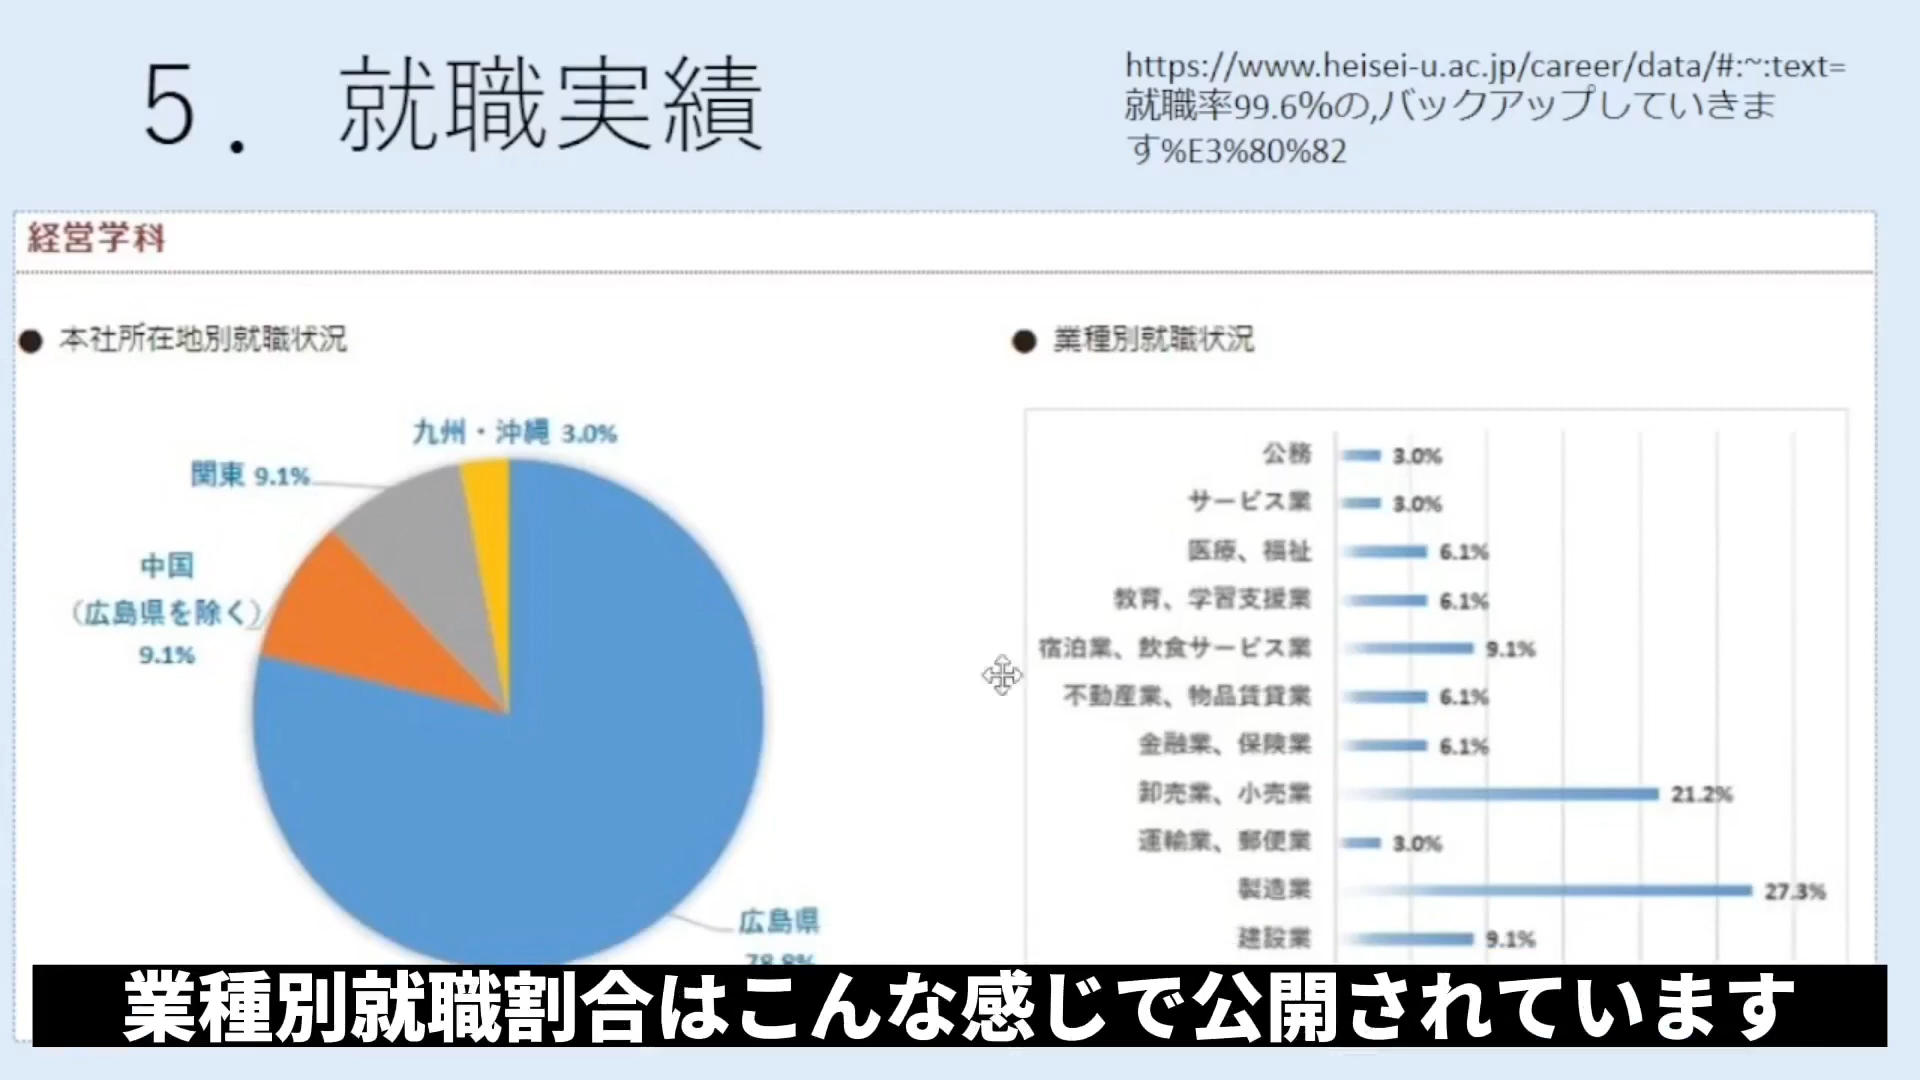 5. 就職実績
https://www.heisei-u.ac.jp/career/data/#:~:text=
就職率99.6%の,バックアップしていきま
す%E3%80%82
経営学科
● 本社所在地別就職状況
九州・沖縄 3.0%
関東 9.1%
中国
（広島県を除く）
9.1%
広島県
78.8%
● 業種別就職状況
公務 3.0%
サービス業 3.0%
医療、福祉 6.1%
教育、学習支援業 6.1%
宿泊業、飲食サービス業 9.1%
不動産業、物品賃貸業 6.1%
金融業、保険業 6.1%
卸売業、小売業 21.2%
運輸業、郵便業 3.0%
製造業 27.3%
建設業 9.1%
業種別就職割合はこんな感じで公開されています